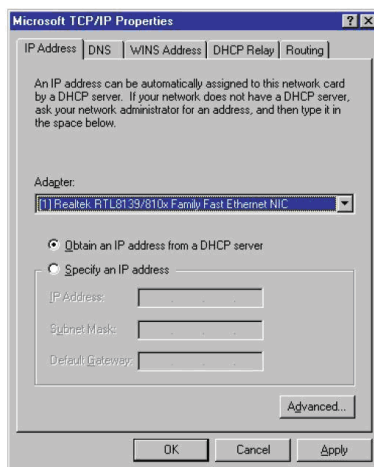 Microsoft TCP/IP Properties
IP Address
DNS
WINS Address
DHCP Relay
Routing
An IP address can be automatically assigned to this network card
by a DHCP server. If your network does not have a DHCP server,
ask your network administrator for an address, and then type it in
the space below.
Adapter:
[1] Realtek RTL8139/810x Family Fast Ethernet NIC
Obtain an IP address from a DHCP server
Specify an IP address
IP Address:
Subnet Mask:
Default Gateway:
Advanced...
OK
Cancel
Apply